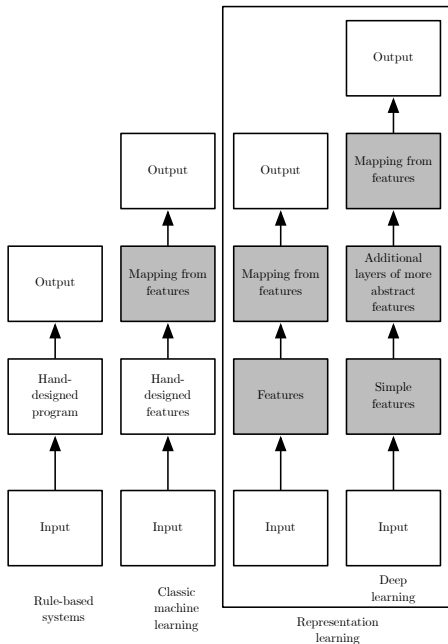 Output
Output
Output
Mapping from
features
Output
Mapping from
features
Mapping from
features
Additional
layers of more
abstract
features
Hand-
designed
program
Hand-
designed
features
Features
Simple
features
Input
Input
Input
Input
Rule-based
systems
Classic
machine
learning
Deep
learning
Representation
learning